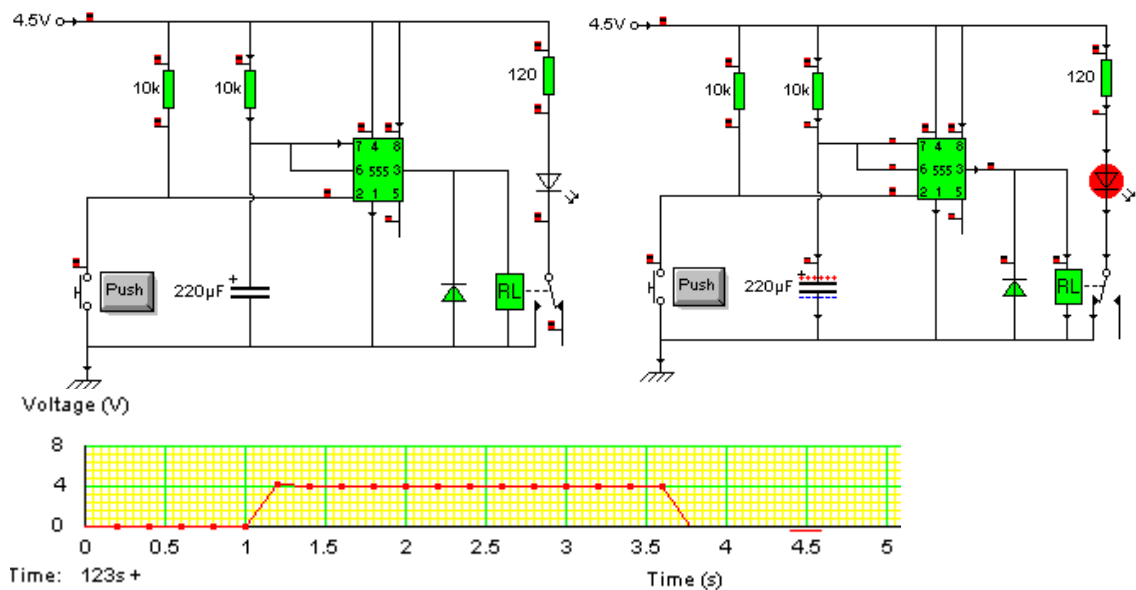 4.5V
10k 10k 120
7 4 8
6 555 3
2 1 5
Push
220µF +
RL
4.5V
10k 10k 120
7 4 8
6 555 3
2 1 5
Push
220µF +
RL
Voltage (V)
8
4
0
0 0.5 1 1.5 2 2.5 3 3.5 4 4.5 5
Time: 123s + Time (s)